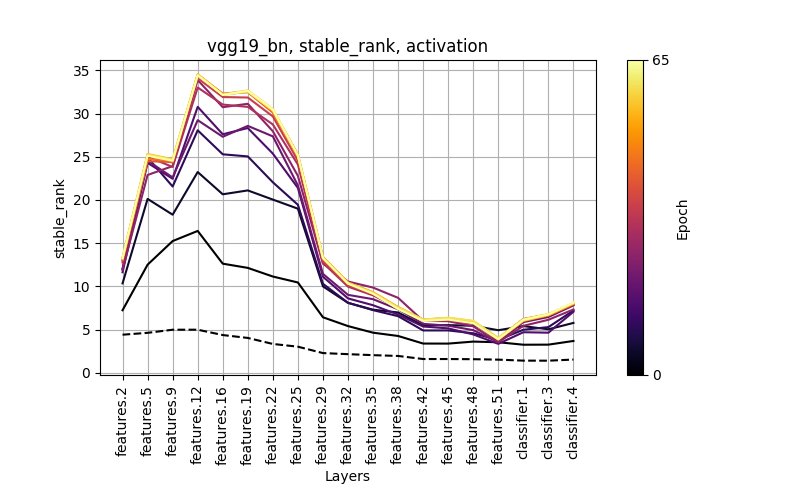 vgg19_bn, stable_rank, activation
35
30
25
20
15
10
5
0
stable_rank
features.2
features.5
features.9
features.12
features.16
features.19
features.22
features.25
features.29
features.32
features.35
features.38
features.42
features.45
features.48
features.51
classifier.1
classifier.3
classifier.4
Layers
65
0
Epoch